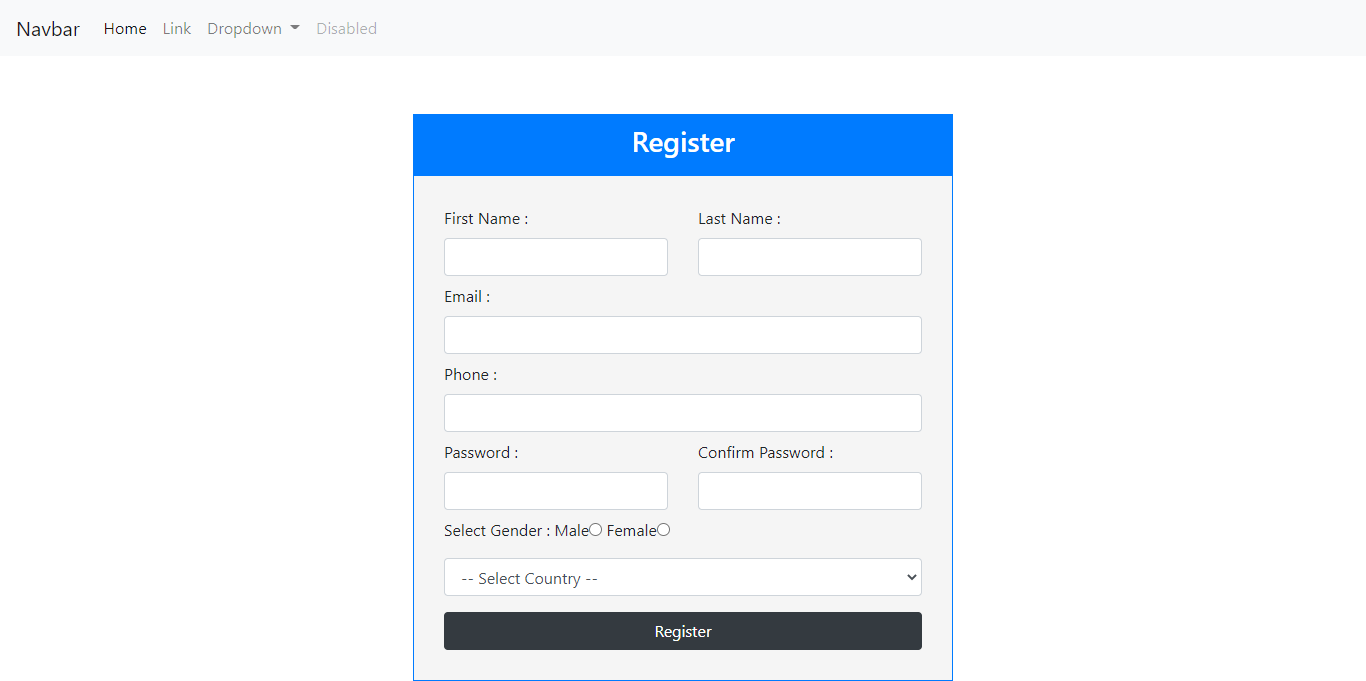 Navbar Home Link Dropdown Disabled
Register
First Name : Last Name :
Email :
Phone :
Password : Confirm Password :
Select Gender : Male Female
-- Select Country --
Register